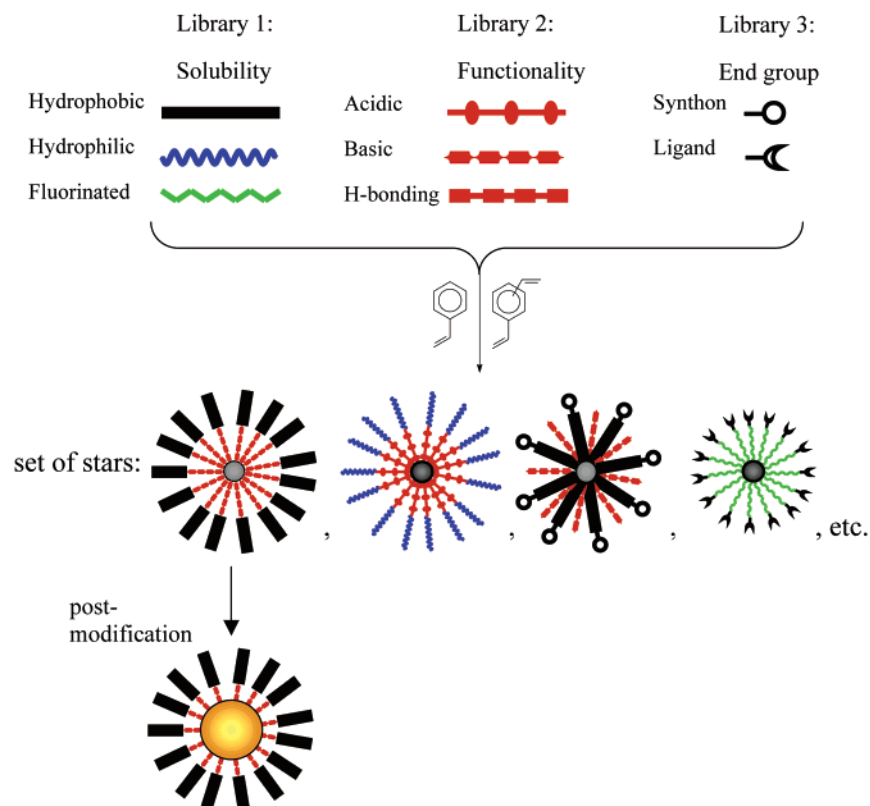 Library 1:
Solubility
Hydrophobic
Hydrophilic
Fluorinated
Library 2:
Functionality
Acidic
Basic
H-bonding
Library 3:
End group
Synthon
Ligand
set of stars:
, , , , etc.
post-
modification